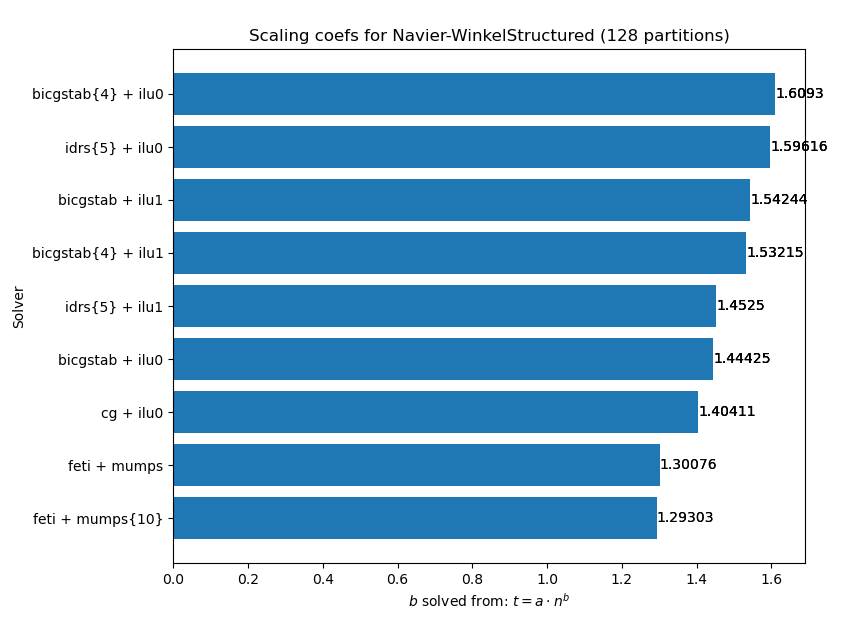 Scaling coefs for Navier-WinkelStructured (128 partitions)
Solver
bicgstab{4} + ilu0 1.6093
idrs{5} + ilu0 1.59616
bicgstab + ilu1 1.54244
bicgstab{4} + ilu1 1.53215
idrs{5} + ilu1 1.4525
bicgstab + ilu0 1.44425
cg + ilu0 1.40411
feti + mumps 1.30076
feti + mumps{10} 1.29303
0.0 0.2 0.4 0.6 0.8 1.0 1.2 1.4 1.6
b solved from: t = a · n^b